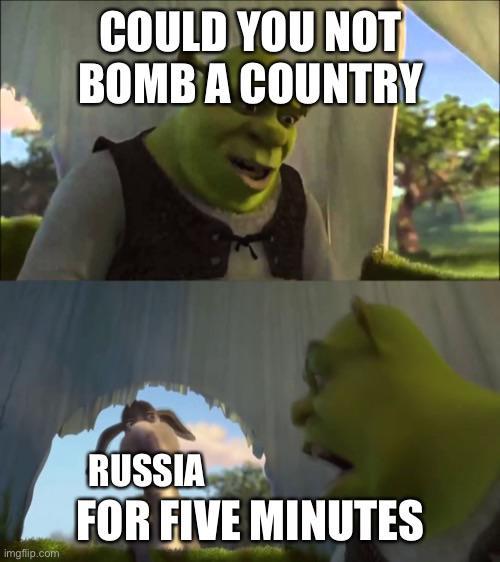 COULD YOU NOT
BOMB A COUNTRY
RUSSIA
FOR FIVE MINUTES
imgflip.com